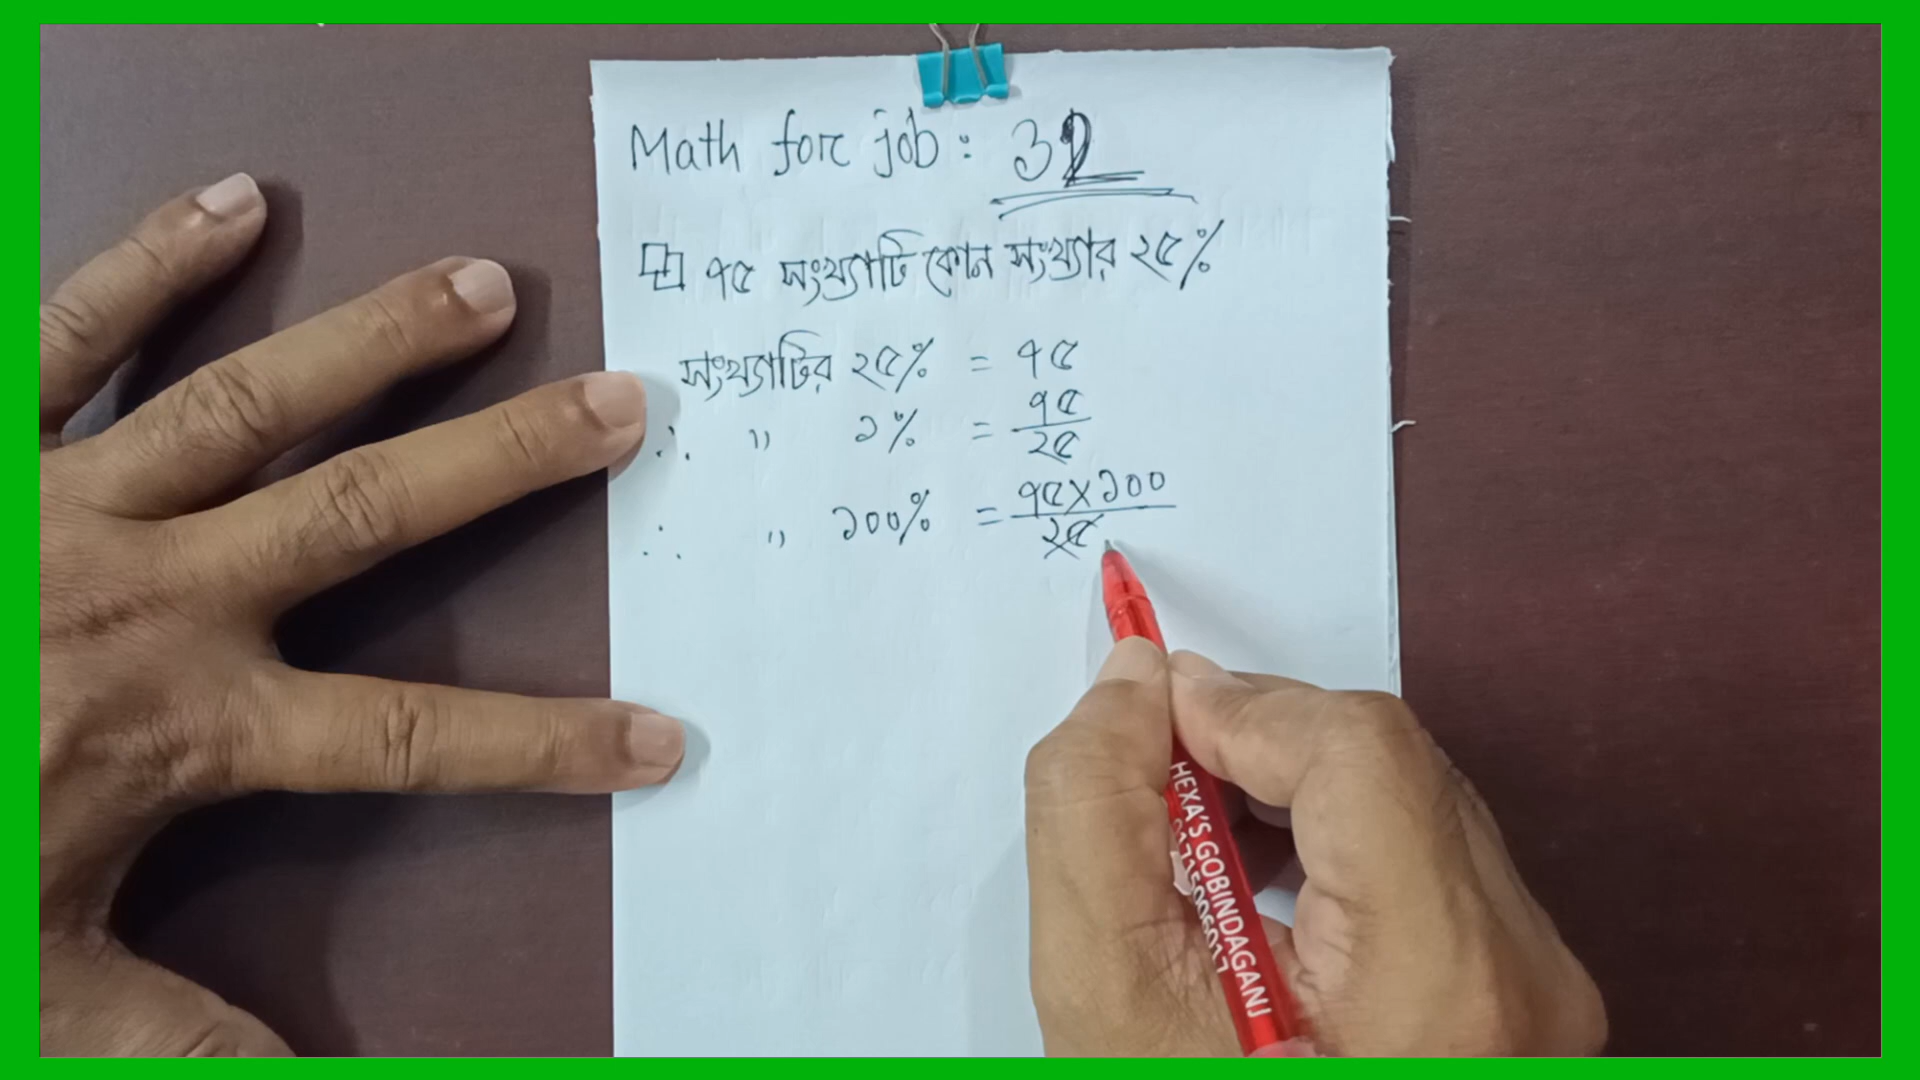 Math for job: 32
৭৫ সংখ্যাটি কোন সংখ্যার ২৫%
সংখ্যাটির ২৫% = ৭৫
∴ " ১% = ৭৫/২৫
∴ " ১০০% = ৭৫×১০০/২৫
HEXA'S GOBINDAGANJ